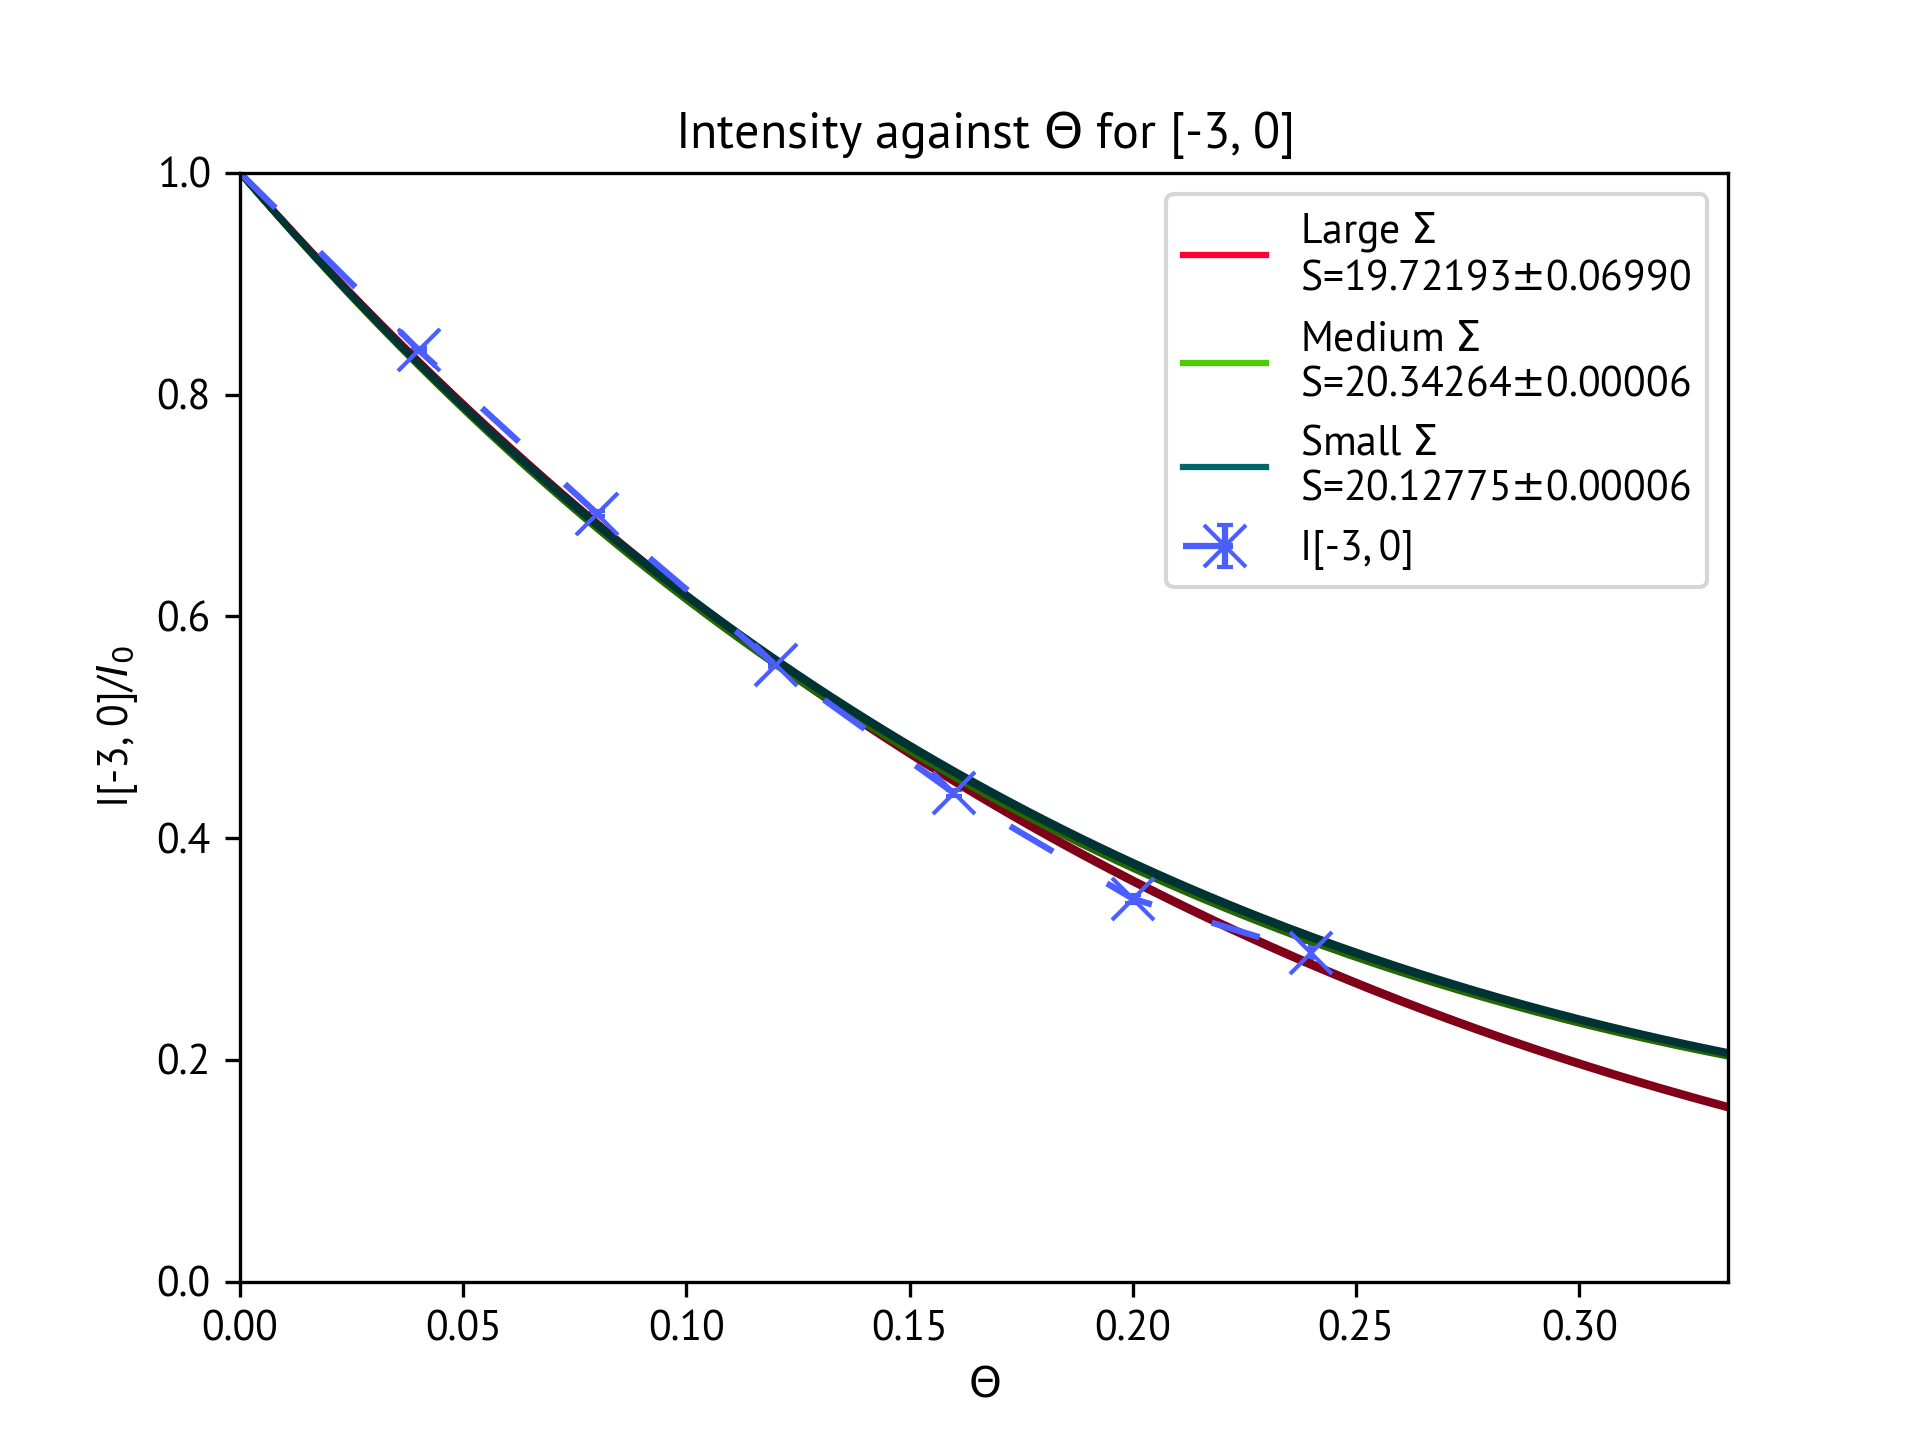 Intensity against Θ for [-3, 0]
1.0
0.8
0.6
0.4
0.2
0.0
I[-3, 0]/I₀
0.00 0.05 0.10 0.15 0.20 0.25 0.30
Θ
Large Σ
S=19.72193±0.06990
Medium Σ
S=20.34264±0.00006
Small Σ
S=20.12775±0.00006
I[-3, 0]